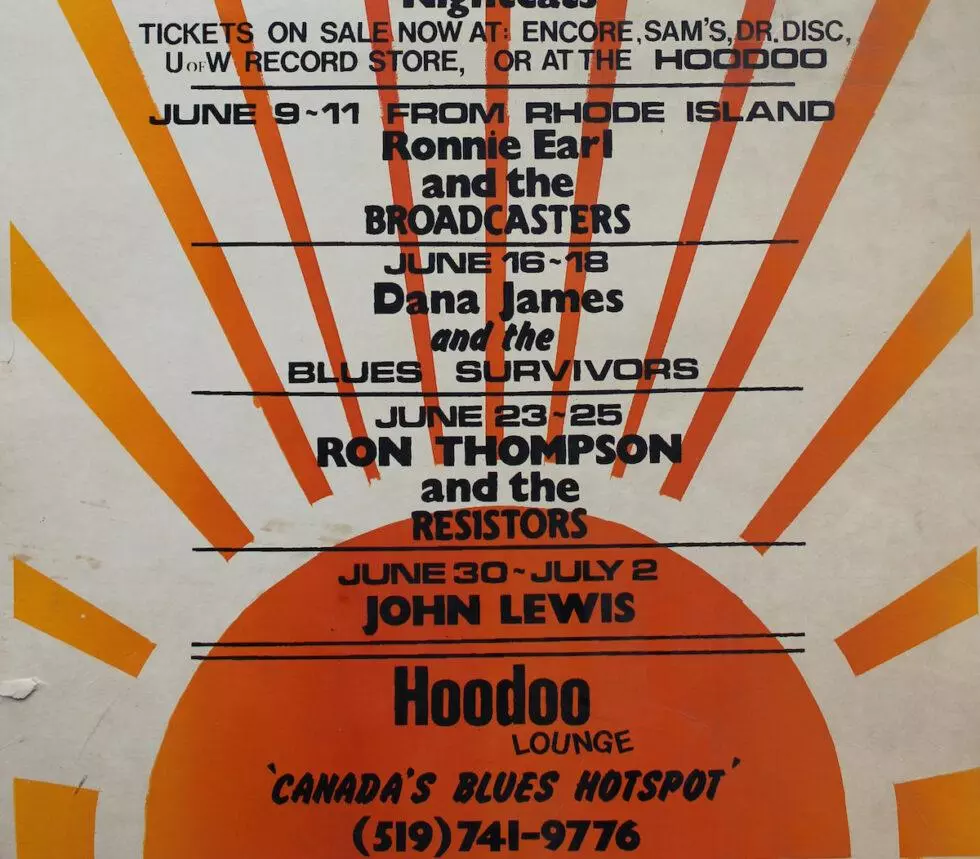 Nightcats
TICKETS ON SALE NOW AT: ENCORE, SAM'S, DR. DISC,
U OF W RECORD STORE, OR AT THE HOODOO
JUNE 9~11 FROM RHODE ISLAND
Ronnie Earl
and the
BROADCASTERS
JUNE 16~18
Dana James
and the
BLUES SURVIVORS
JUNE 23~25
RON THOMPSON
and the
RESISTORS
JUNE 30~JULY 2
JOHN LEWIS
Hoodoo
LOUNGE
'CANADA'S BLUES HOTSPOT'
(519) 741-9776